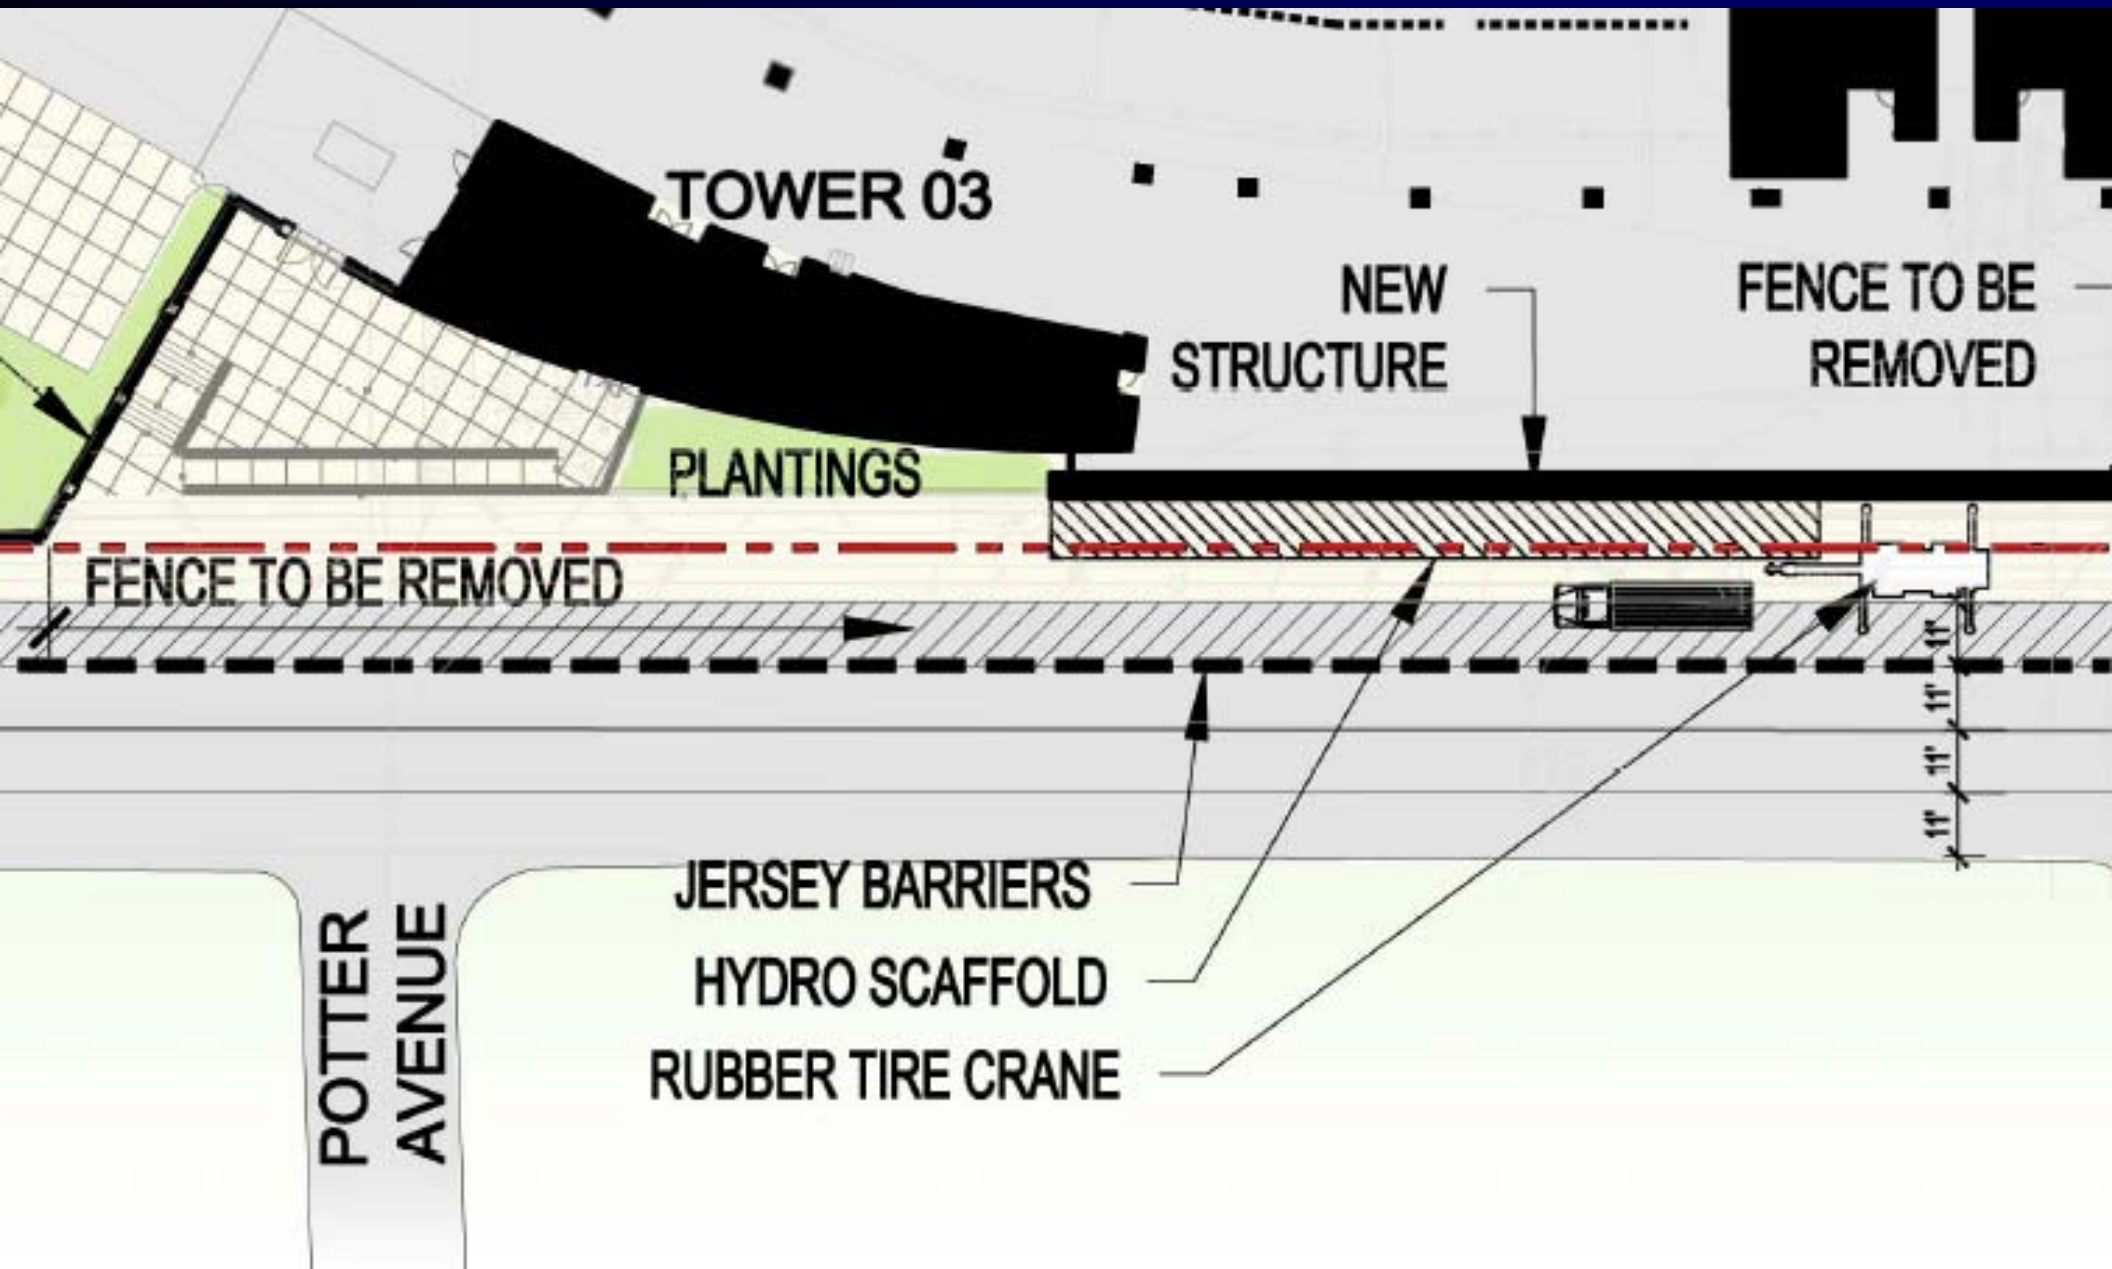 TOWER 03
NEW
STRUCTURE
FENCE TO BE
REMOVED
PLANTINGS
FENCE TO BE REMOVED
11'
11'
11'
11'
JERSEY BARRIERS
HYDRO SCAFFOLD
RUBBER TIRE CRANE
POTTER
AVENUE